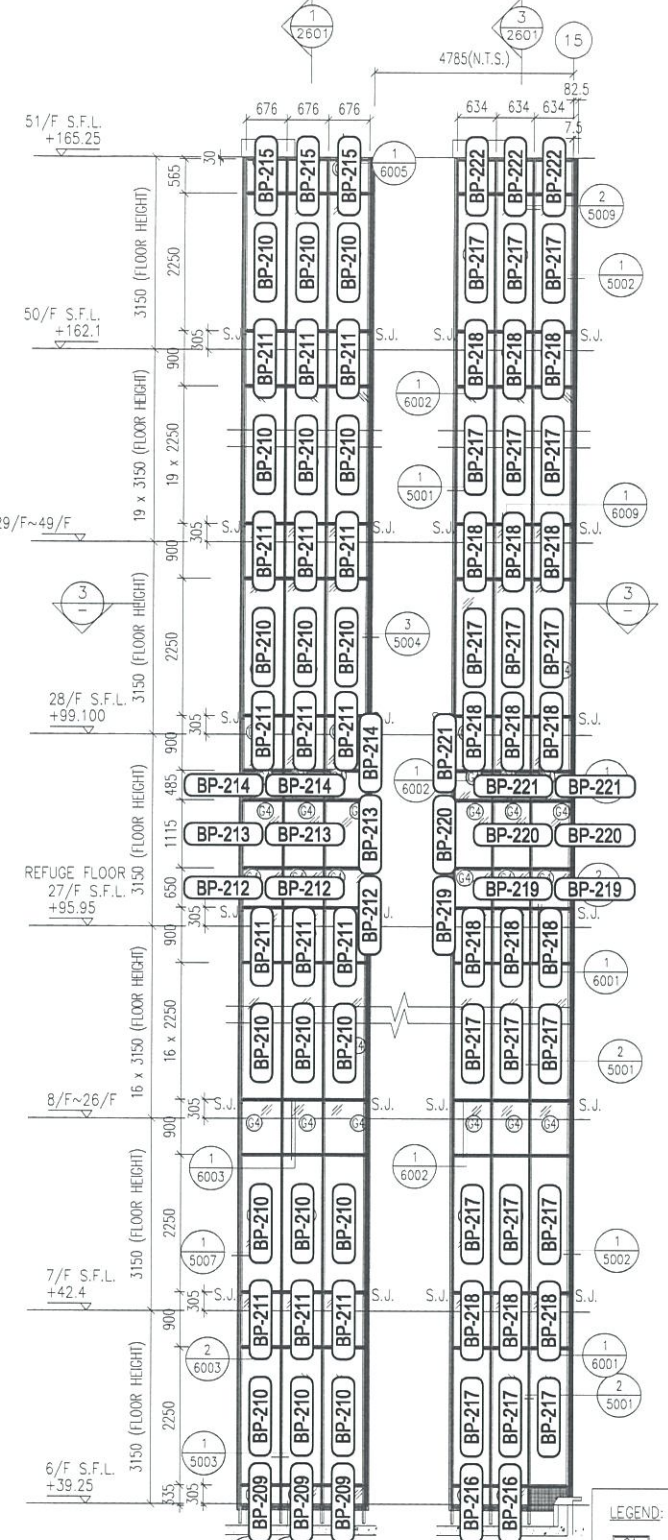 1
2601
3
2601
15
4785(N.T.S.)
82.5
676 676 676 634 634 634
7.5
51/F S.F.L.
+165.25
30
565
BP-215 BP-215 BP-215 BP-222 BP-222 BP-222
1
6005
2
5009
3150 (FLOOR HEIGHT)
2250
BP-210 BP-210 BP-210 BP-217 BP-217 BP-217
1
5002
50/F S.F.L.
+162.1
900
305
S.J. BP-211 BP-211 BP-211 S.J. S.J. BP-218 BP-218 BP-218 S.J.
1
6002
19 x 3150 (FLOOR HEIGHT)
19 x 2250
BP-210 BP-210 BP-210 BP-217 BP-217 BP-217
1
5001
1
6009
29/F~49/F
900
305
S.J. BP-211 BP-211 BP-211 S.J. S.J. BP-218 BP-218 BP-218 S.J.
3
-
3
-
3150 (FLOOR HEIGHT)
2250
BP-210 BP-210 BP-210 BP-217 BP-217 BP-217
3
5004
28/F S.F.L.
+99.100
900
305
S.J. BP-211 BP-211 BP-211 BP-214 BP-221 BP-218 BP-218 BP-218 S.J.
1
6002
3150 (FLOOR HEIGHT)
485
BP-214 BP-214 BP-221 BP-221
G4 G4 G4 G4
1115
BP-213 BP-213 BP-213 BP-220 BP-220 BP-220
650
REFUGE FLOOR
27/F S.F.L.
+95.95
BP-212 BP-212 BP-212 BP-219 BP-219 BP-219
900
305
BP-211 BP-211 BP-211 BP-218 BP-218 BP-218 S.J.
1
6001
16 x 3150 (FLOOR HEIGHT)
16 x 2250
BP-210 BP-210 BP-210 BP-217 BP-217 BP-217
2
5001
8/F~26/F
900
305
S.J. S.J. S.J. S.J.
G4 G4 G4 G4 G4 G4
1
6003
1
6002
3150 (FLOOR HEIGHT)
2250
BP-210 BP-210 BP-210 BP-217 BP-217 BP-217
1
5007
1
5002
7/F S.F.L.
+42.4
900
305
S.J. BP-211 BP-211 BP-211 S.J. S.J. BP-218 BP-218 BP-218 S.J.
2
6003
1
6001
3150 (FLOOR HEIGHT)
2250
BP-210 BP-210 BP-210 BP-217 BP-217 BP-217
2
5001
1
5003
6/F S.F.L.
+39.25
335
305
BP-209 BP-209 BP-209 BP-216 BP-216
LEGEND: